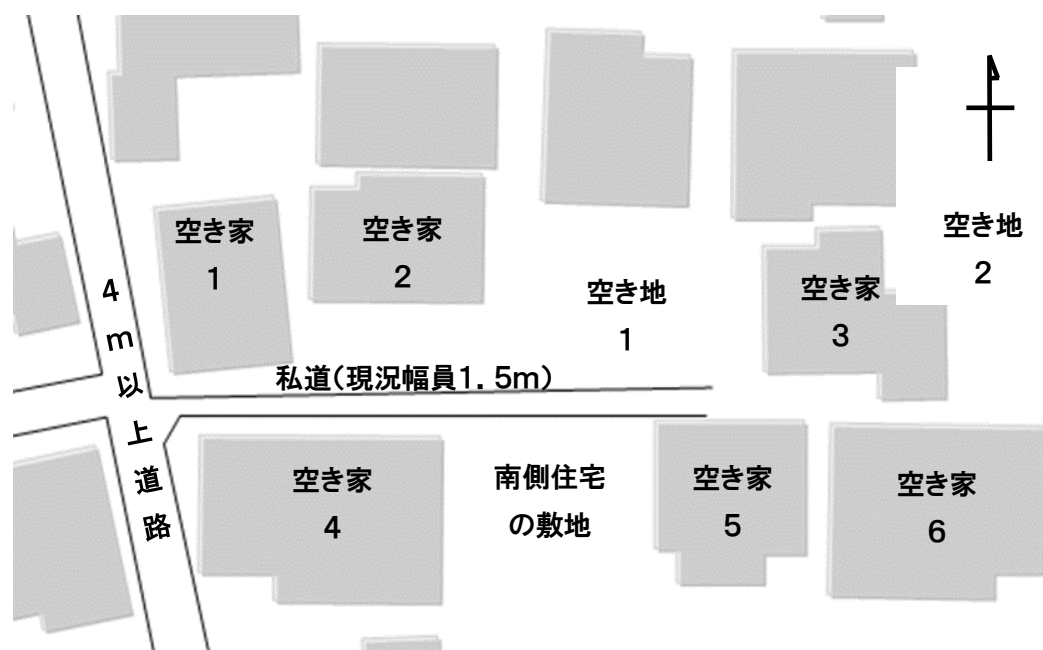 空き家
1
空き家
2
空き地
1
空き家
3
空き地
2
4m以上道路
私道(現況幅員1.5m)
空き家
4
南側住宅
の敷地
空き家
5
空き家
6